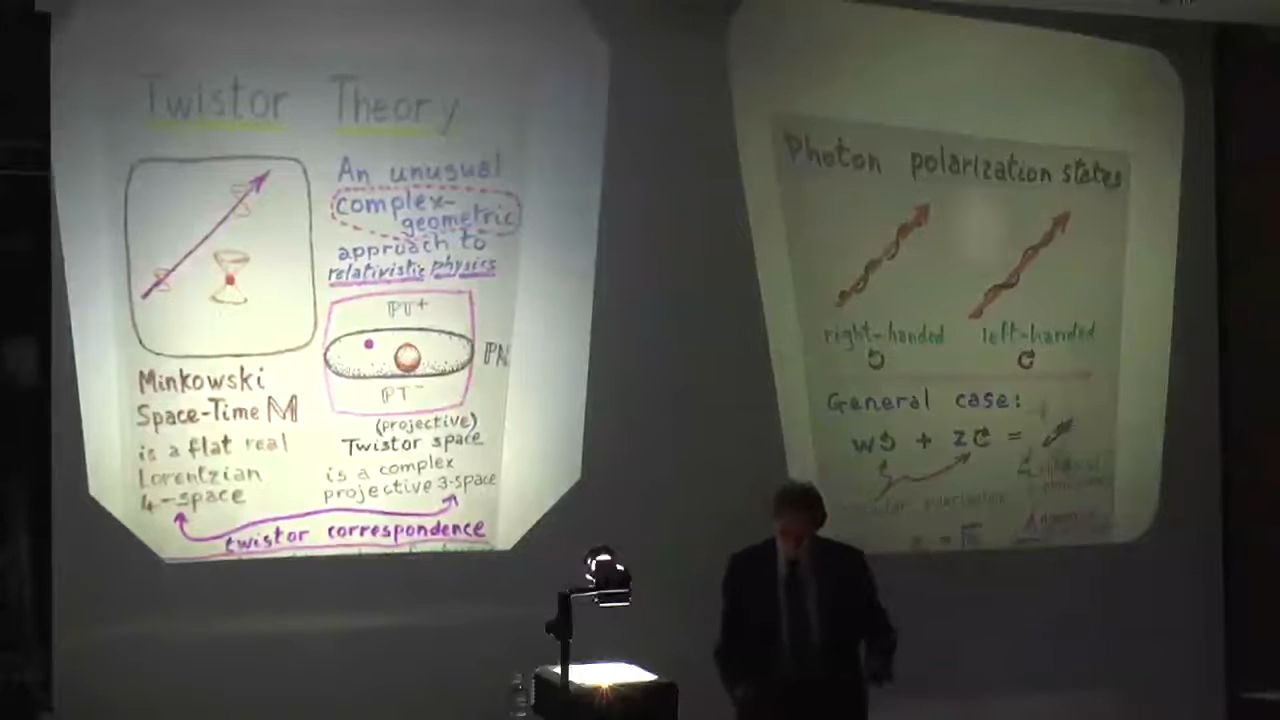 Twistor Theory
An unusual
complex-
geometric
approach to
relativistic physics
PT⁺
PN
PT⁻
Minkowski
Space-Time M
is a flat real
Lorentzian
4-space
(projective)
Twistor space
is a complex
projective 3-space
twistor correspondence
Photon polarization states
right-handed left-handed
General case:
w + z =